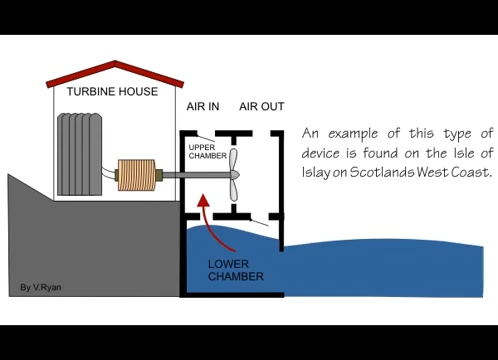 TURBINE HOUSE
AIR IN
AIR OUT
UPPER
CHAMBER
An example of this type of
device is found on the Isle of
Islay on Scotlands West Coast.
LOWER
CHAMBER
By V.Ryan